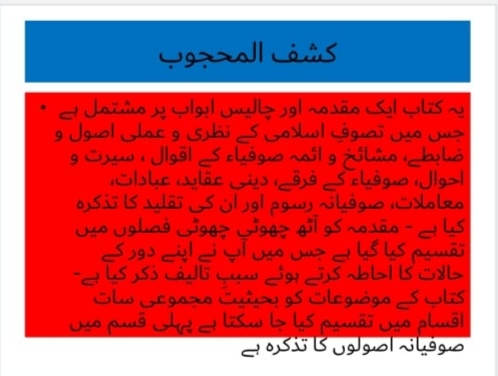 کشف المحجوب
• یہ کتاب ایک مقدمہ اور چالیس ابواب پر مشتمل ہے
جس میں تصوفِ اسلامی کے نظری و عملی اصول و
ضابطے، مشائخ و ائمہ صوفیاء کے اقوال ، سیرت و
احوال، صوفیاء کے فرقے، دینی عقاید، عبادات،
معاملات، صوفیانہ رسوم اور ان کی تقلید کا تذکرہ
کیا ہے - مقدمہ کو آٹھ چھوٹی چھوٹی فصلوں میں
تقسیم کیا گیا ہے جس میں آپ نے اپنے دور کے
حالات کا احاطہ کرتے ہوئے سببِ تالیف ذکر کیا ہے-
کتاب کے موضوعات کو بحیثیت مجموعی سات
اقسام میں تقسیم کیا جا سکتا ہے پہلی قسم میں
صوفیانہ اصولوں کا تذکرہ ہے